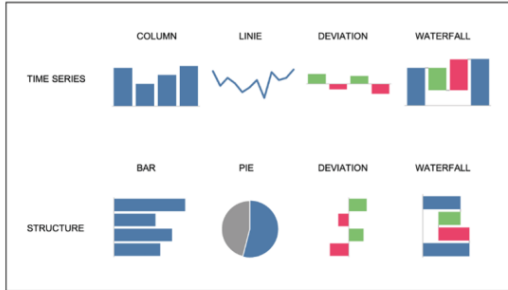 COLUMN LINIE DEVIATION WATERFALL
TIME SERIES
BAR PIE DEVIATION WATERFALL
STRUCTURE